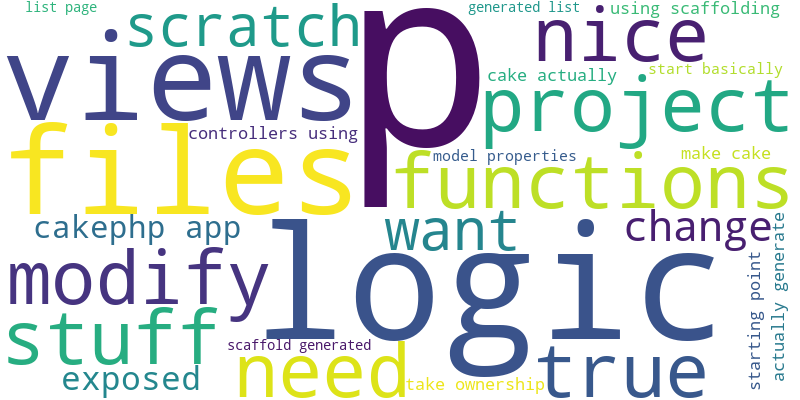 list page
scratch
p
generated list
using scaffolding
nice
views
cake actually
start basically
project
files
controllers using
model properties
make cake
functions
cakephp app
want
change
logic
modify
stuff
scaffold generated
need
true
exposed
take ownership
starting point
actually generate